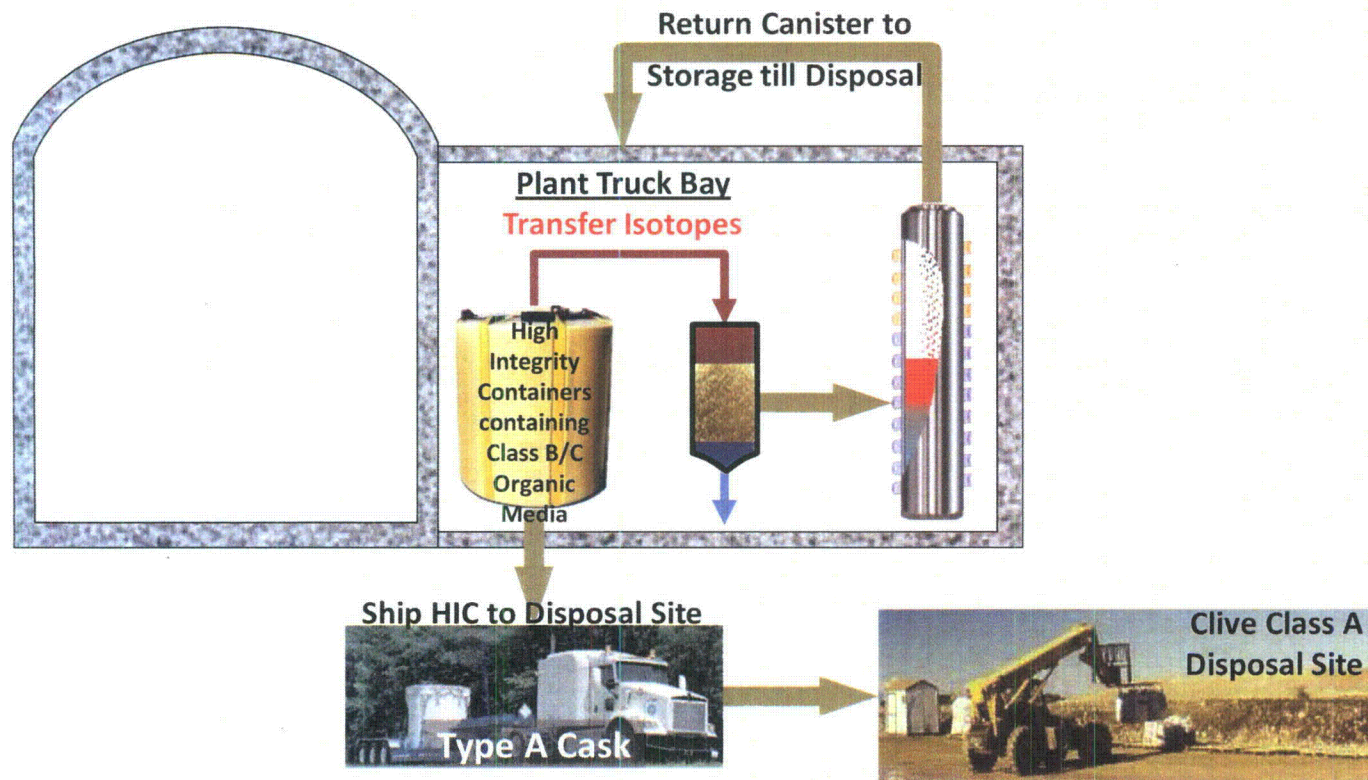 Return Canister to
Storage till Disposal
Plant Truck Bay
Transfer Isotopes
High
Integrity
Containers
containing
Class B/C
Organic
Media
Ship HIC to Disposal Site
Type A Cask
Clive Class A
Disposal Site